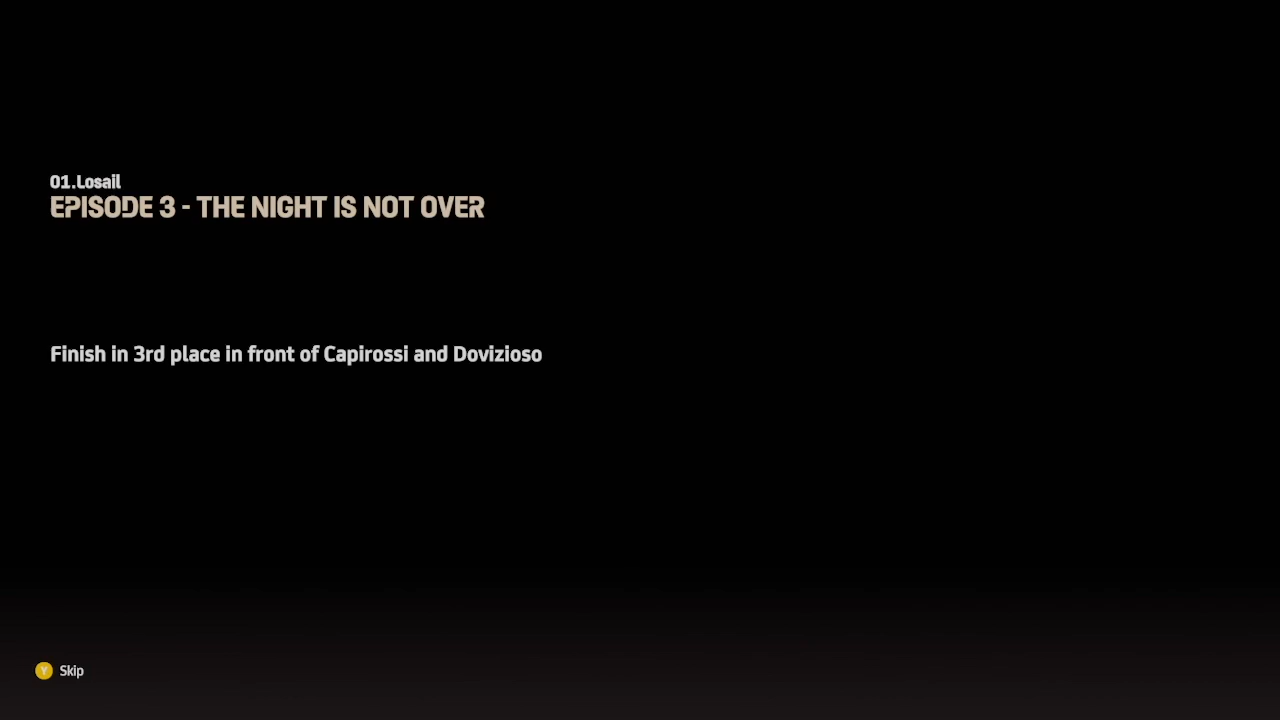 01.Losail
EPISODE 3 - THE NIGHT IS NOT OVER
Finish in 3rd place in front of Capirossi and Dovizioso
Y Skip